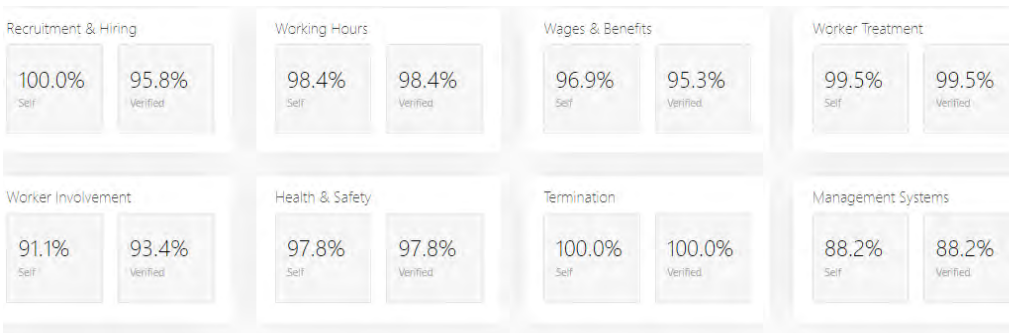 Recruitment & Hiring
100.0% 95.8%
Self Verified
Working Hours
98.4% 98.4%
Self Verified
Wages & Benefits
96.9% 95.3%
Self Verified
Worker Treatment
99.5% 99.5%
Self Verified
Worker Involvement
91.1% 93.4%
Self Verified
Health & Safety
97.8% 97.8%
Self Verified
Termination
100.0% 100.0%
Self Verified
Management Systems
88.2% 88.2%
Self Verified